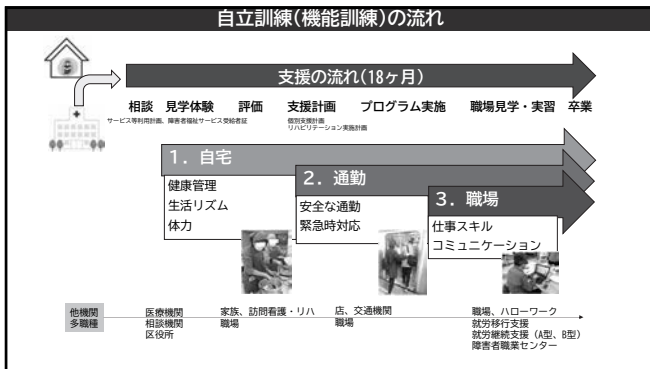 自立訓練(機能訓練)の流れ
支援の流れ(18ヶ月)
相談 見学体験 評価 支援計画 プログラム実施 職場見学・実習 卒業
サービス等利用計画、障害者福祉サービス受給者証
個別支援計画
リハビリテーション実施計画
1. 自宅
健康管理
生活リズム
体力
2. 通勤
安全な通勤
緊急時対応
3. 職場
仕事スキル
コミュニケーション
他機関
多職種
医療機関
相談機関
区役所
家族、訪問看護・リハ
職場
店、交通機関
職場
職場、ハローワーク
就労移行支援
就労継続支援(A型、B型)
障害者職業センター